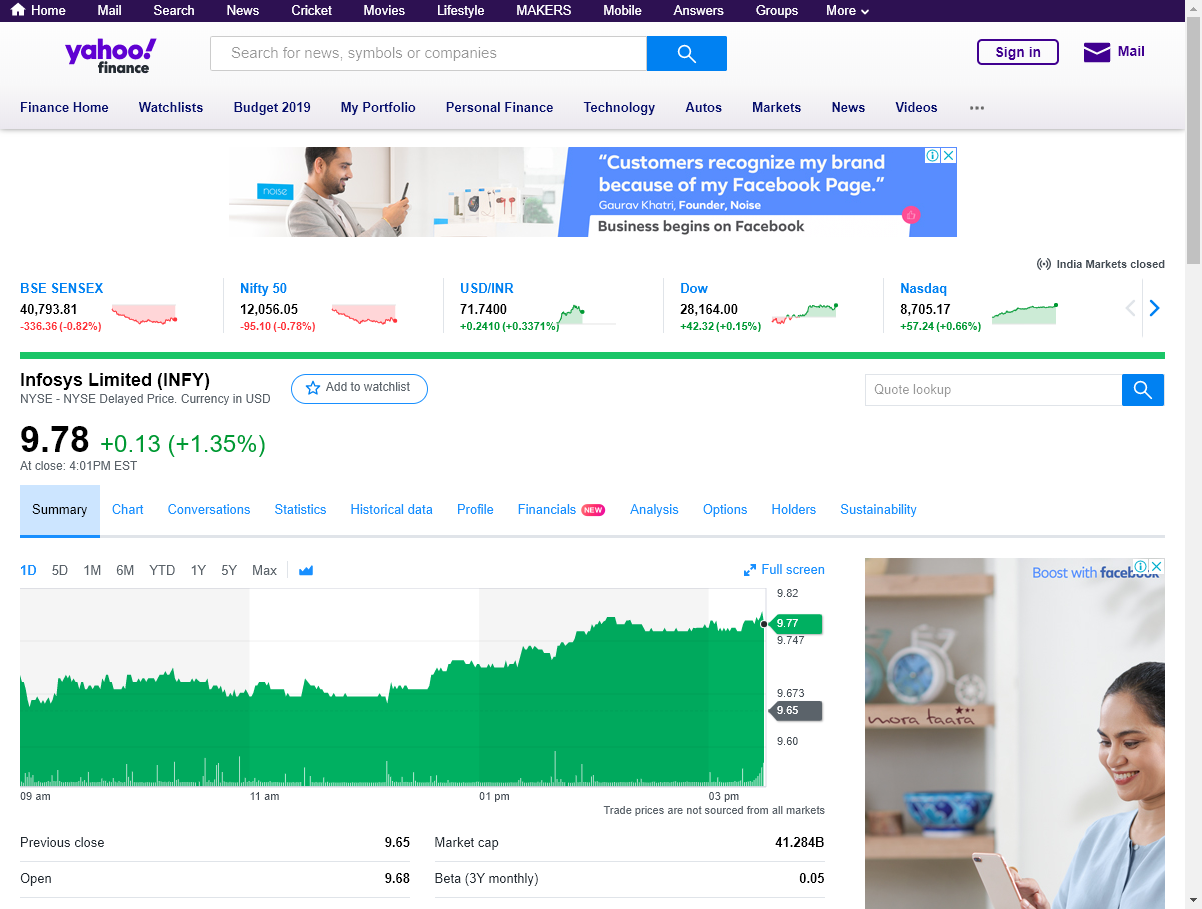 Home Mail Search News Cricket Movies Lifestyle MAKERS Mobile Answers Groups More
yahoo!
finance
Search for news, symbols or companies
Sign in
Mail
Finance Home Watchlists Budget 2019 My Portfolio Personal Finance Technology Autos Markets News Videos
noise
“Customers recognize my brand
because of my Facebook Page.”
Gaurav Khatri, Founder, Noise
Business begins on Facebook
India Markets closed
BSE SENSEX
40,793.81
-336.36 (-0.82%)
Nifty 50
12,056.05
-95.10 (-0.78%)
USD/INR
71.7400
+0.2410 (+0.3371%)
Dow
28,164.00
+42.32 (+0.15%)
Nasdaq
8,705.17
+57.24 (+0.66%)
Infosys Limited (INFY)
NYSE - NYSE Delayed Price. Currency in USD
Add to watchlist
Quote lookup
9.78 +0.13 (+1.35%)
At close: 4:01PM EST
Summary Chart Conversations Statistics Historical data Profile Financials NEW Analysis Options Holders Sustainability
1D 5D 1M 6M YTD 1Y 5Y Max
Full screen
9.82
9.77
9.747
9.673
9.65
9.60
09 am 11 am 01 pm 03 pm
Trade prices are not sourced from all markets
Previous close 9.65
Market cap 41.284B
Open 9.68
Beta (3Y monthly) 0.05
Boost with facebook
mora taara